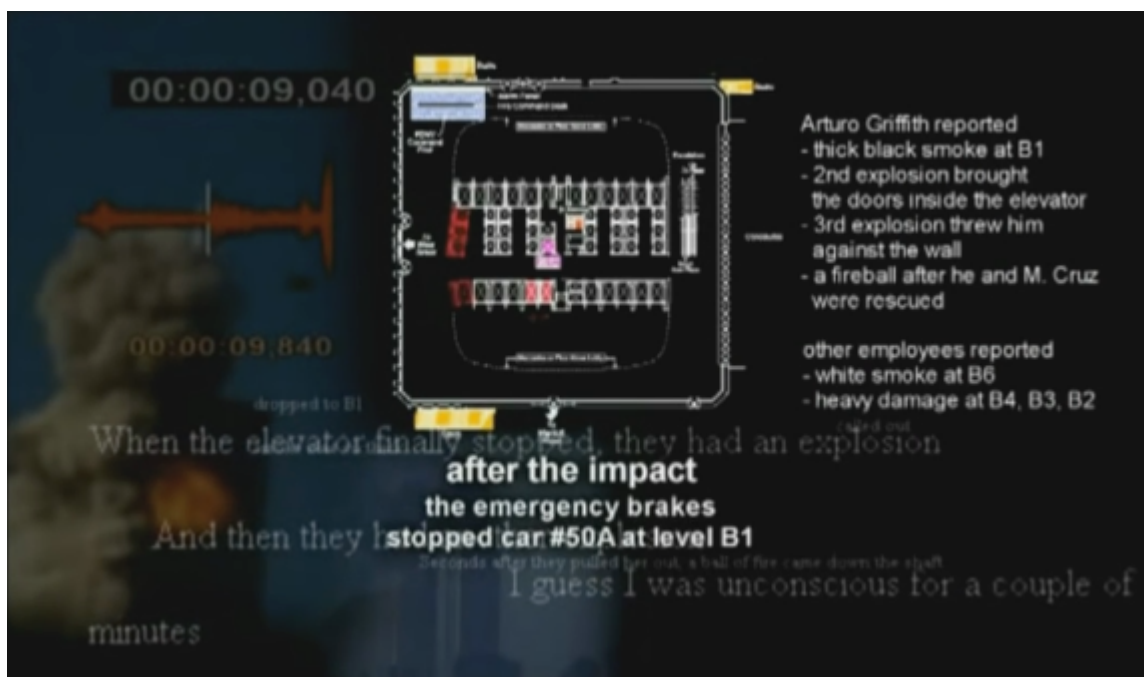 00:00:09,040
Arturo Griffith reported
- thick black smoke at B1
- 2nd explosion brought
the doors inside the elevator
- 3rd explosion threw him
against the wall
- a fireball after he and M. Cruz
were rescued
00:00:09,840
other employees reported
- white smoke at B6
- heavy damage at B4, B3, B2
dropped to B1
called out
When the elevator finally stopped, they had an explosion
after the impact
the emergency brakes
And then they
stopped car #50A at level B1
Seconds after they pulled her out, a ball of fire came down the shaft
I guess I was unconscious for a couple of
minutes